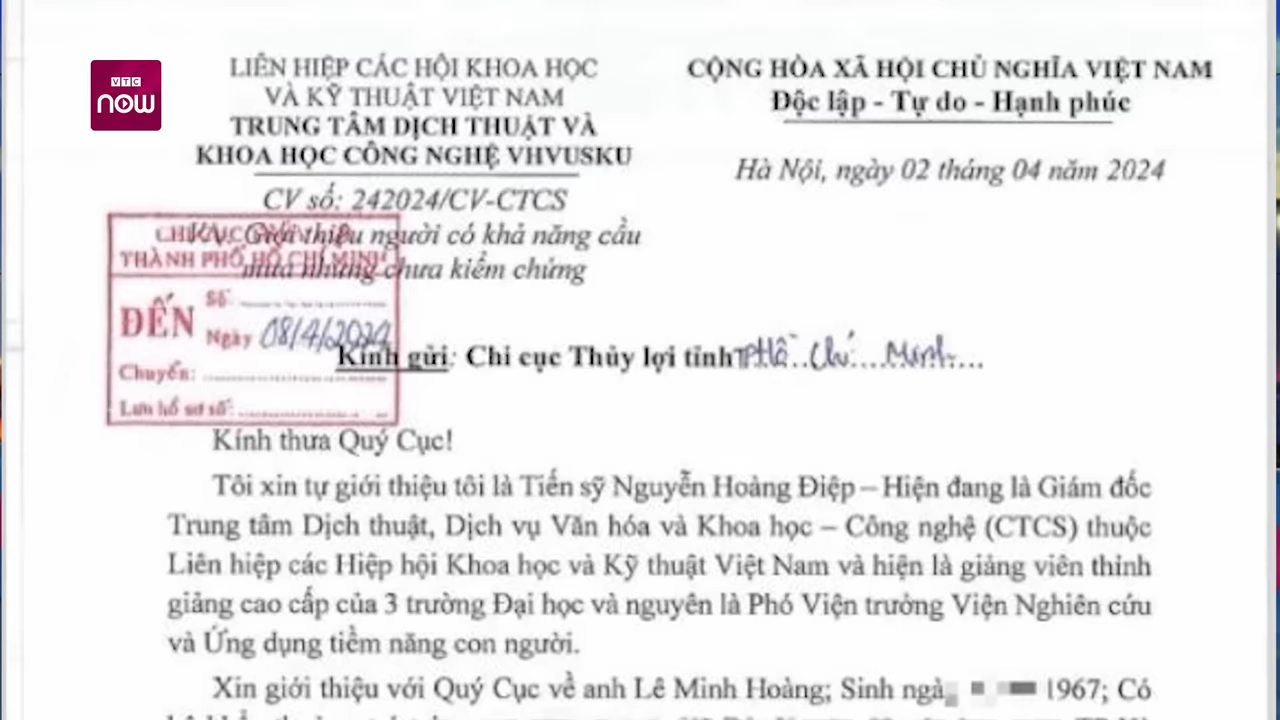 VTC
now
LIÊN HIỆP CÁC HỘI KHOA HỌC
VÀ KỸ THUẬT VIỆT NAM
TRUNG TÂM DỊCH THUẬT VÀ
KHOA HỌC CÔNG NGHỆ VHVUSKU
CV số: 242024/CV-CTCS
Giới thiệu người có khả năng cầu
mưa nhưng chưa kiểm chứng
CỘNG HÒA XÃ HỘI CHỦ NGHĨA VIỆT NAM
Độc lập - Tự do - Hạnh phúc
Hà Nội, ngày 02 tháng 04 năm 2024
THÀNH PHỐ HỒ CHÍ MINH
ĐẾN
Số:
Ngày 08/4/2024
Chuyển:
Lưu hồ sơ số:
Kính gửi: Chi cục Thủy lợi tỉnh TP Hồ Chí Minh
Kính thưa Quý Cục!
Tôi xin tự giới thiệu tôi là Tiến sỹ Nguyễn Hoàng Điệp – Hiện đang là Giám đốc
Trung tâm Dịch thuật, Dịch vụ Văn hóa và Khoa học – Công nghệ (CTCS) thuộc
Liên hiệp các Hiệp hội Khoa học và Kỹ thuật Việt Nam và hiện là giảng viên thỉnh
giảng cao cấp của 3 trường Đại học và nguyên là Phó Viện trưởng Viện Nghiên cứu
và Ứng dụng tiềm năng con người.
Xin giới thiệu với Quý Cục về anh Lê Minh Hoàng; Sinh 1967; Có